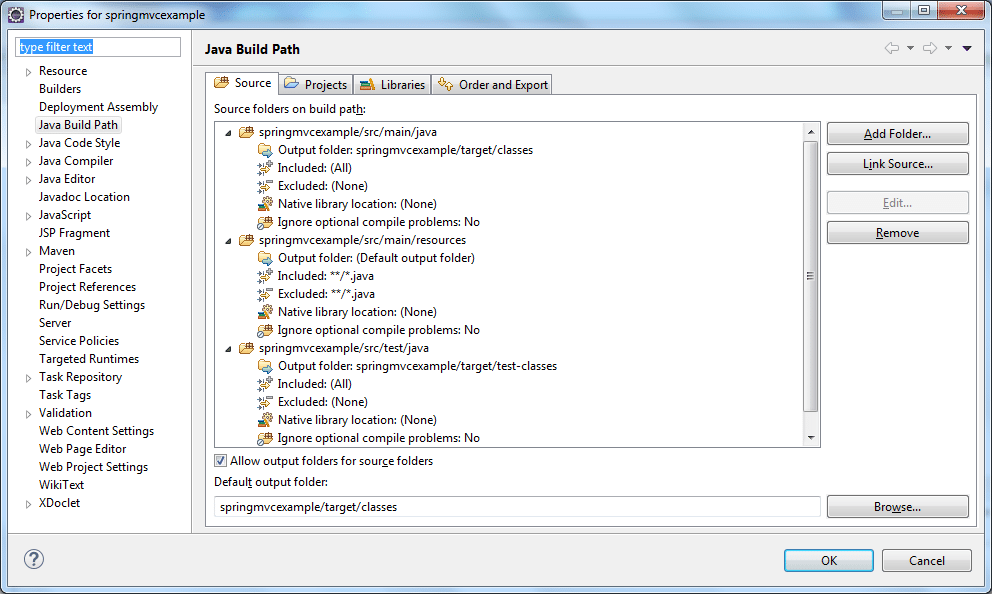 Properties for springmvcexample
type filter text
Resource
Builders
Deployment Assembly
Java Build Path
Java Code Style
Java Compiler
Java Editor
Javadoc Location
JavaScript
JSP Fragment
Maven
Project Facets
Project References
Run/Debug Settings
Server
Service Policies
Targeted Runtimes
Task Repository
Task Tags
Validation
Web Content Settings
Web Page Editor
Web Project Settings
WikiText
XDoclet
Java Build Path
Source Projects Libraries Order and Export
Source folders on build path:
springmvcexample/src/main/java
Output folder: springmvcexample/target/classes
Included: (All)
Excluded: (None)
Native library location: (None)
Ignore optional compile problems: No
springmvcexample/src/main/resources
Output folder: (Default output folder)
Included: **/*.java
Excluded: **/*.java
Native library location: (None)
Ignore optional compile problems: No
springmvcexample/src/test/java
Output folder: springmvcexample/target/test-classes
Included: (All)
Excluded: (None)
Native library location: (None)
Ignore optional compile problems: No
Add Folder...
Link Source...
Edit...
Remove
Allow output folders for source folders
Default output folder:
springmvcexample/target/classes
Browse...
?
OK
Cancel